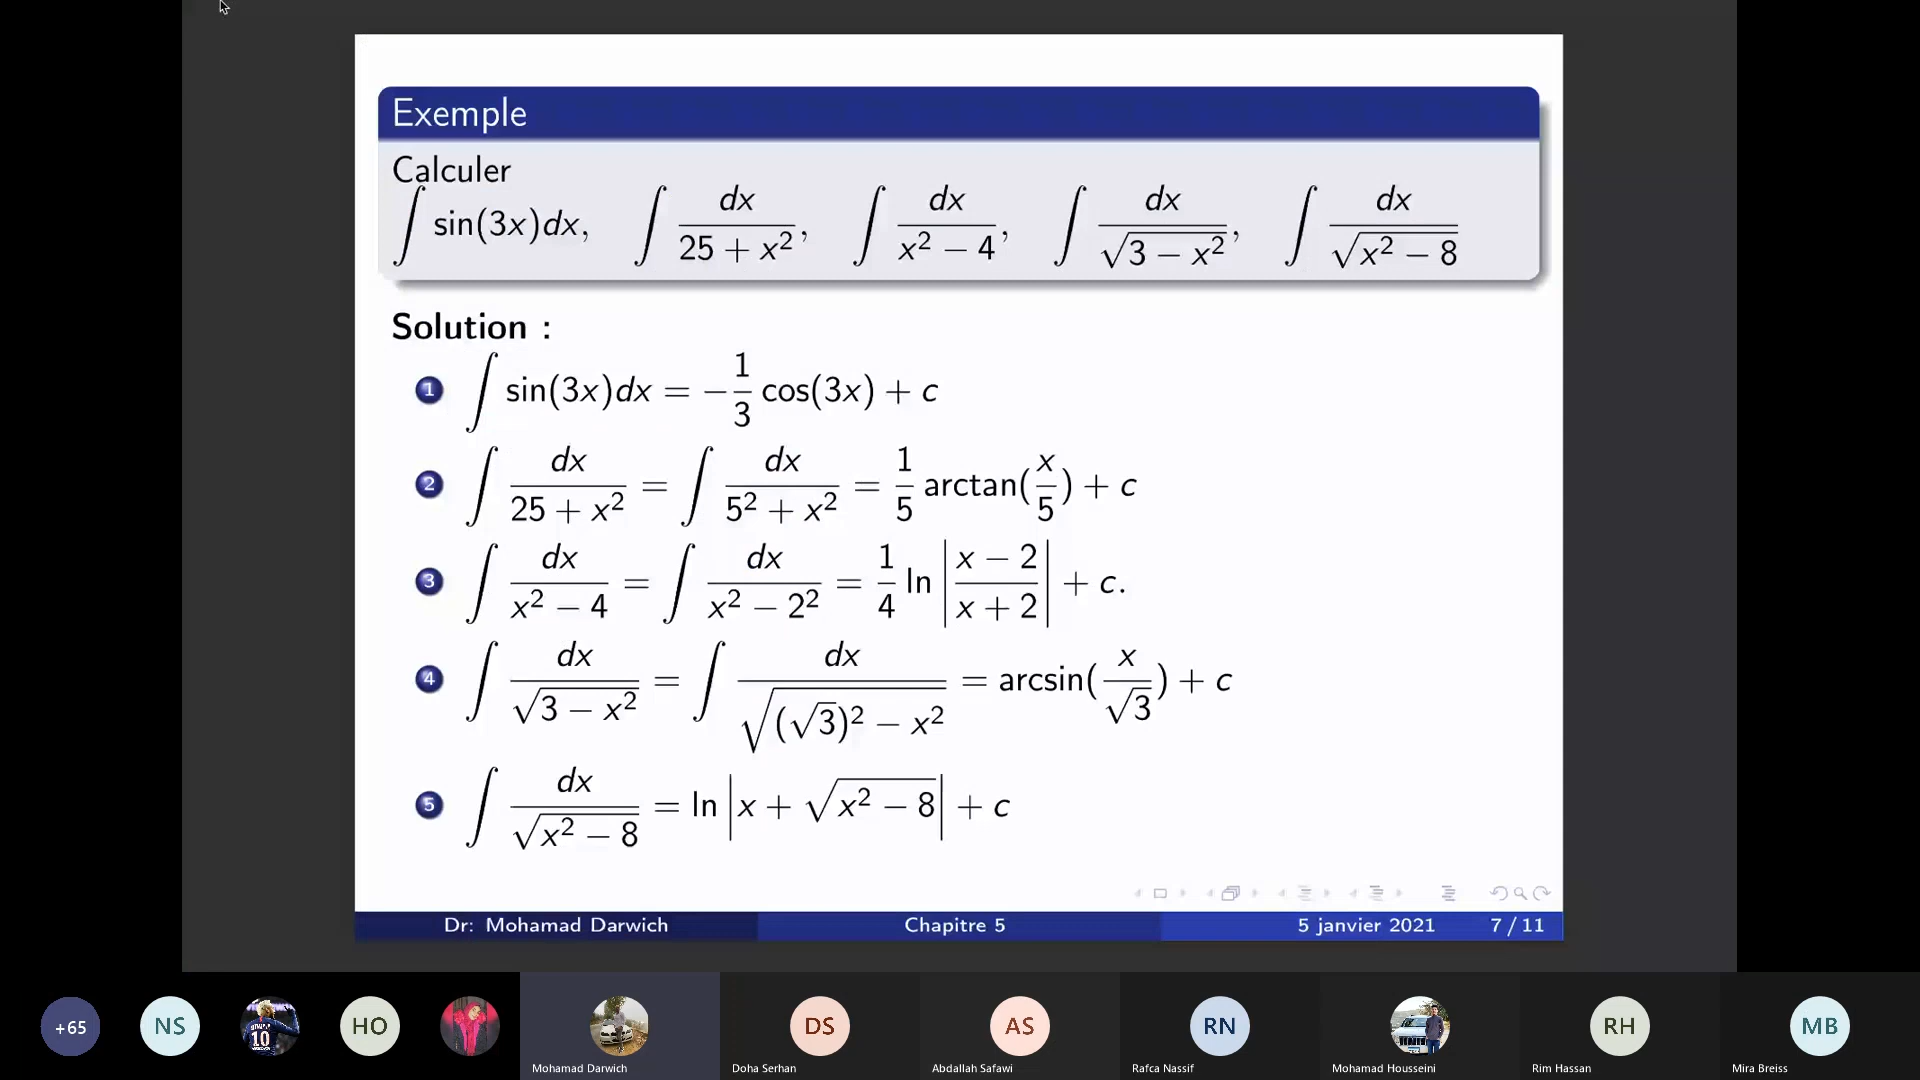 Exemple
Calculer
∫ sin(3x)dx, ∫ dx/(25 + x²), ∫ dx/(x² − 4), ∫ dx/√(3 − x²), ∫ dx/√(x² − 8)
Solution :
1 ∫ sin(3x)dx = −1/3 cos(3x) + c
2 ∫ dx/(25 + x²) = ∫ dx/(5² + x²) = 1/5 arctan(x/5) + c
3 ∫ dx/(x² − 4) = ∫ dx/(x² − 2²) = 1/4 ln |(x − 2)/(x + 2)| + c.
4 ∫ dx/√(3 − x²) = ∫ dx/√((√3)² − x²) = arcsin(x/√3) + c
5 ∫ dx/√(x² − 8) = ln |x + √(x² − 8)| + c
Dr: Mohamad Darwich Chapitre 5 5 janvier 2021 7 / 11
+65 NS 10 HO DS AS RN RH MB
Mohamad Darwich Doha Serhan Abdallah Safawi Rafca Nassif Mohamad Housseini Rim Hassan Mira Breiss